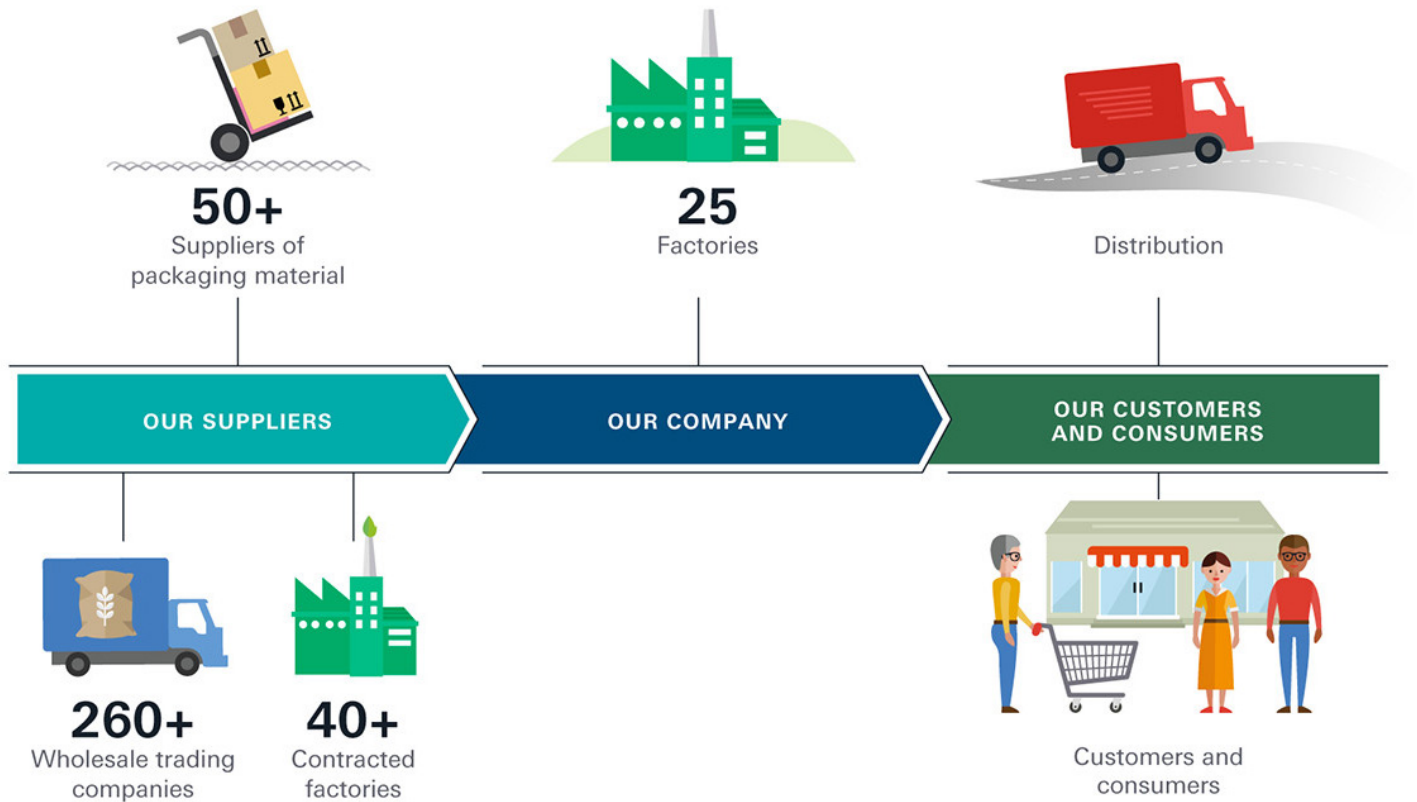 50+
Suppliers of
packaging material
25
Factories
Distribution
OUR SUPPLIERS
OUR COMPANY
OUR CUSTOMERS
AND CONSUMERS
260+
Wholesale trading
companies
40+
Contracted
factories
Customers and
consumers